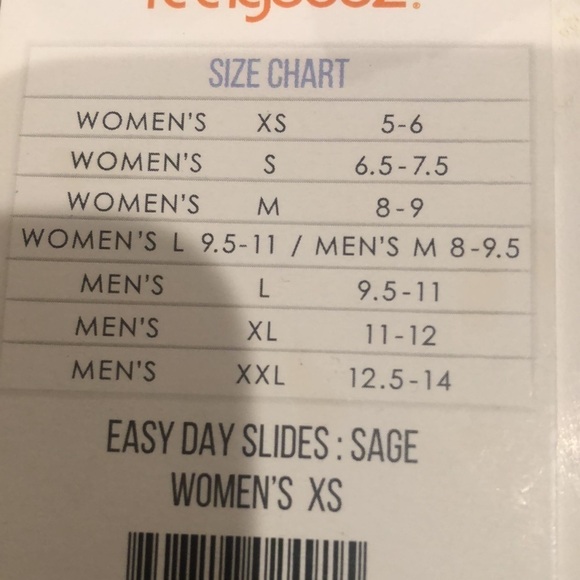 SIZE CHART
WOMEN'S XS 5-6
WOMEN'S S 6.5-7.5
WOMEN'S M 8-9
WOMEN'S L 9.5-11 / MEN'S M 8-9.5
MEN'S L 9.5-11
MEN'S XL 11-12
MEN'S XXL 12.5-14
EASY DAY SLIDES : SAGE
WOMEN'S XS